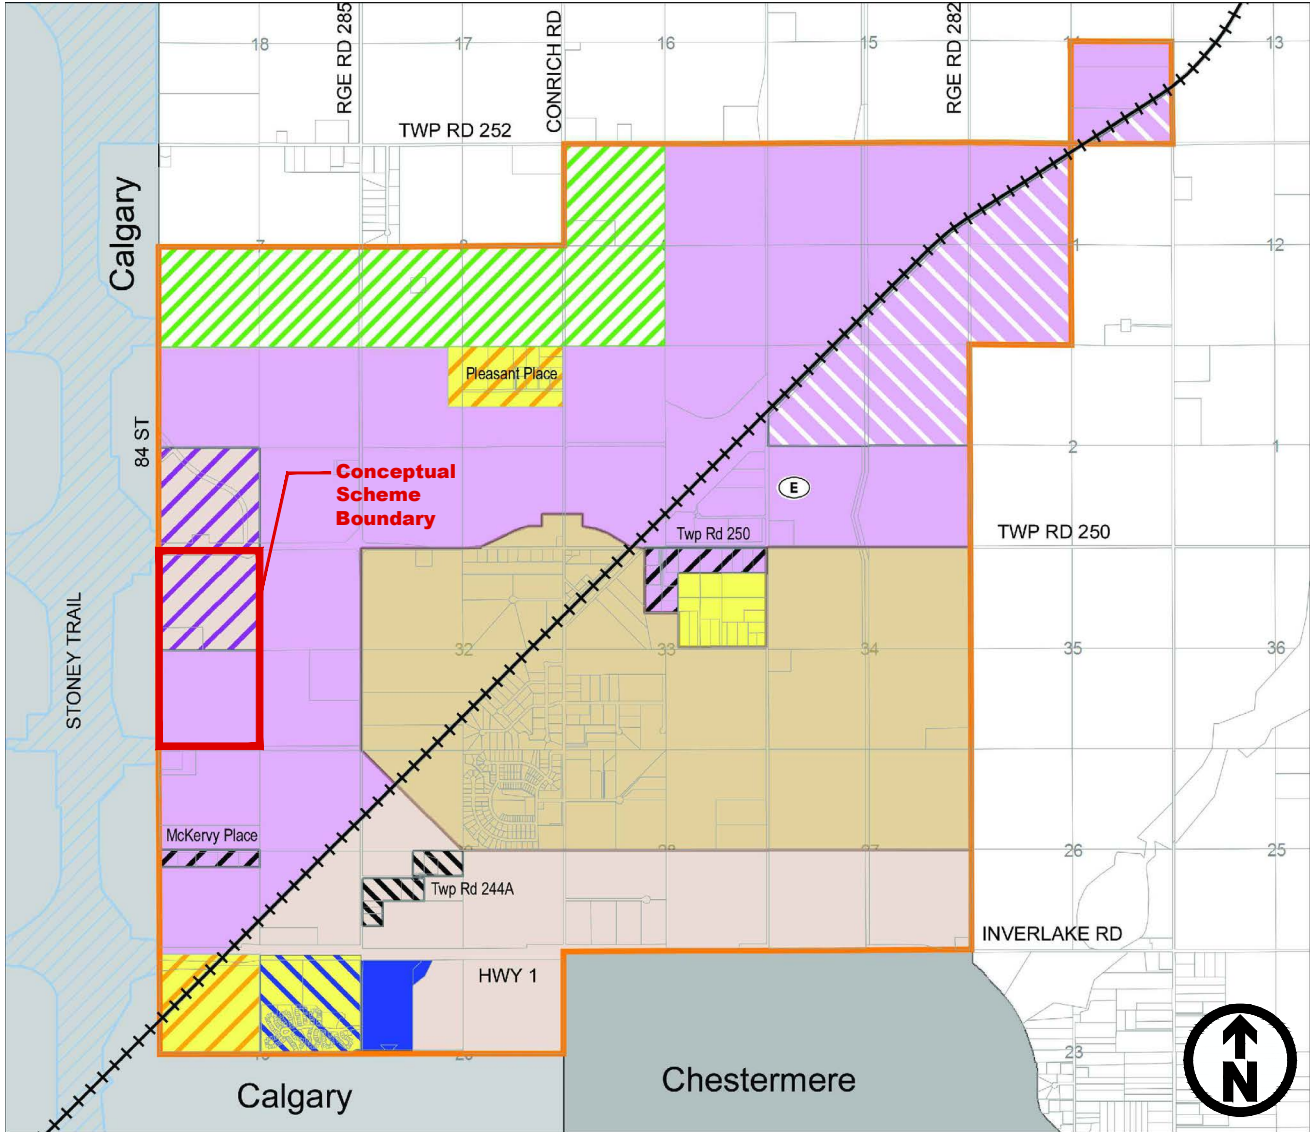 18
17
16
15
13
RGE RD 285
CONRICH RD
RGE RD 282
TWP RD 252
Calgary
7
12
Pleasant Place
84 ST
Conceptual
Scheme
Boundary
2
1
E
Twp Rd 250
TWP RD 250
STONEY TRAIL
32
33
34
35
36
McKervy Place
26
25
Twp Rd 244A
INVERLAKE RD
HWY 1
23
Calgary
Chestermere
N